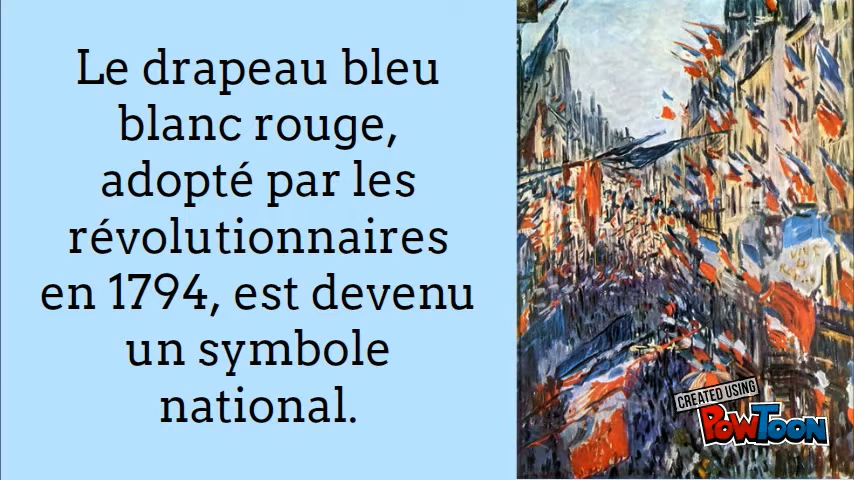 Le drapeau bleu
blanc rouge,
adopté par les
révolutionnaires
en 1794, est devenu
un symbole
national.
CREATED USING
POWTOON